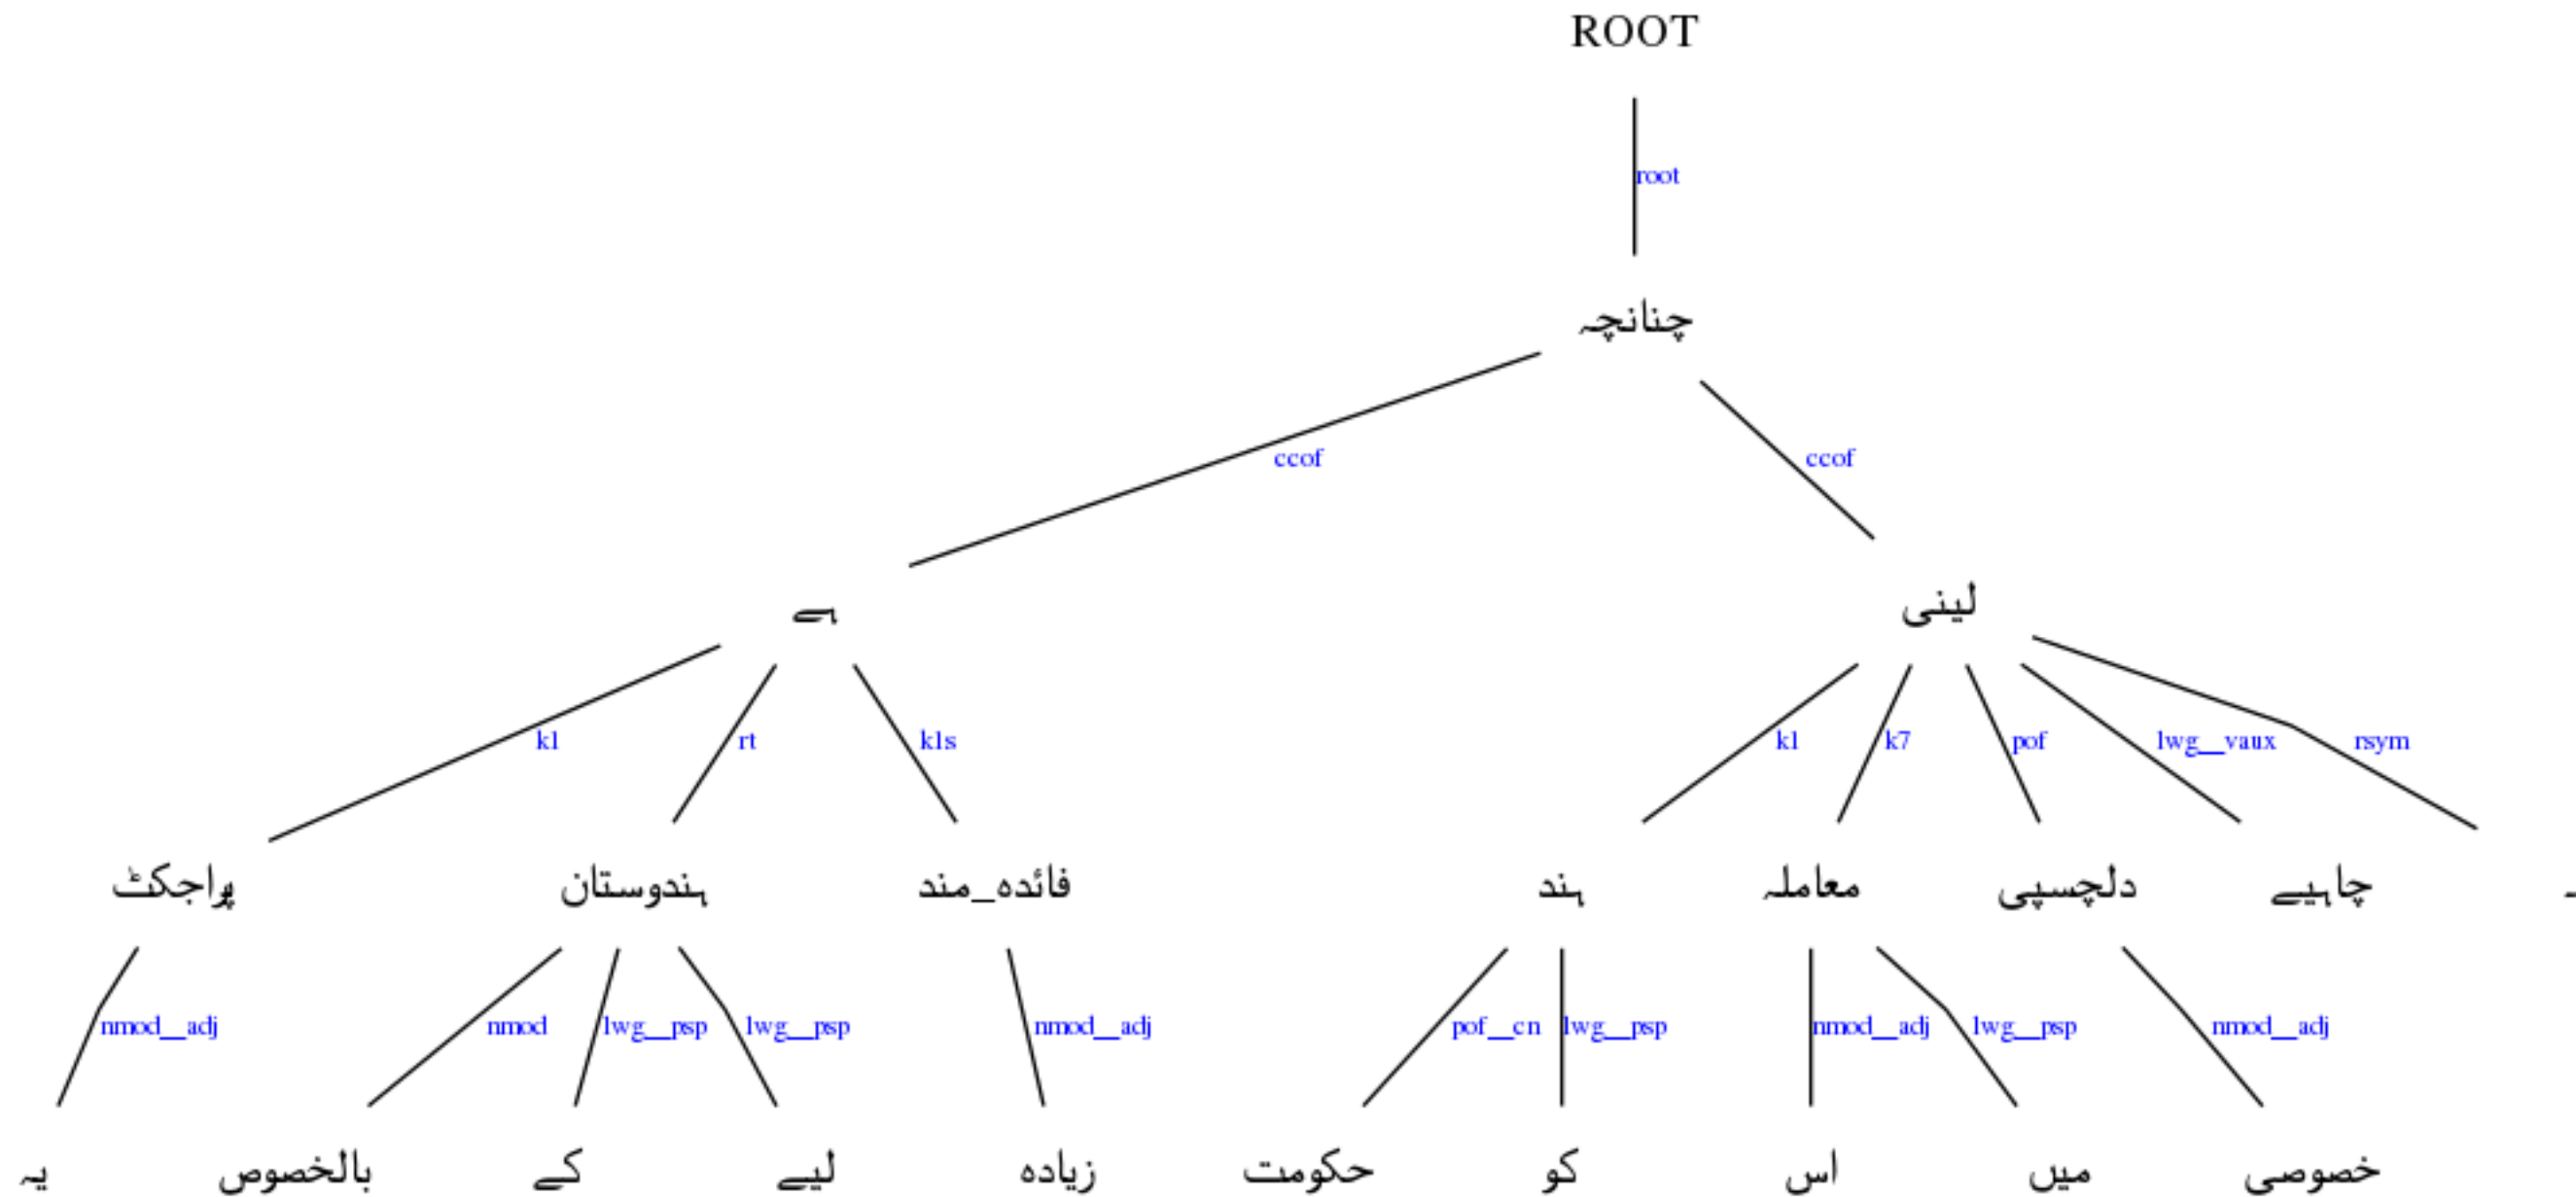 ROOT
root
چنانچہ
ccof ccof
ہے لینی
k1 rt k1s k1 k7 pof lwg__vaux rsym
پراجکٹ ہندوستان فائدہ_مند ہند معاملہ دلچسپی چاہیے ۔
nmod__adj nmod lwg__psp lwg__psp nmod__adj pof__cn lwg__psp nmod__adj lwg__psp nmod__adj
یہ بالخصوص کے لیے زیادہ حکومت کو اس میں خصوصی